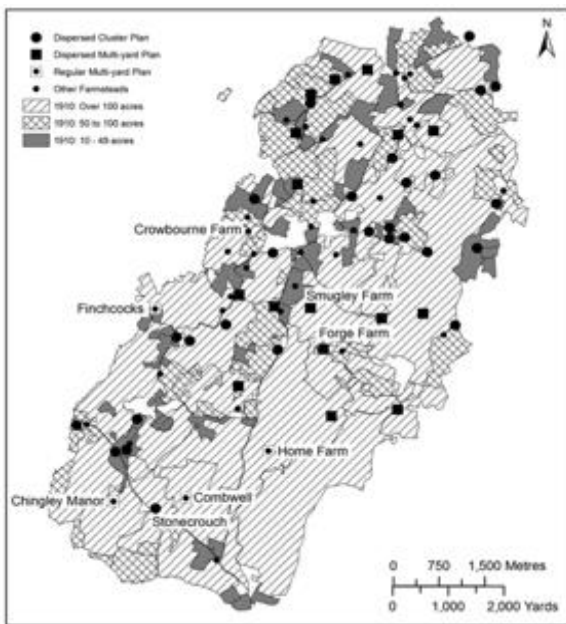 N
Dispersed Cluster Plan
Dispersed Multi-yard Plan
Regular Multi-yard Plan
Other Farmsteads
1910: Over 100 acres
1910: 50 to 100 acres
1910: 10 - 49 acres
Crowbourne Farm
Finchcocks
Smugley Farm
Forge Farm
Home Farm
Combwell
Chingley Manor
Stonecrouch
0 750 1,500 Metres
0 1,000 2,000 Yards